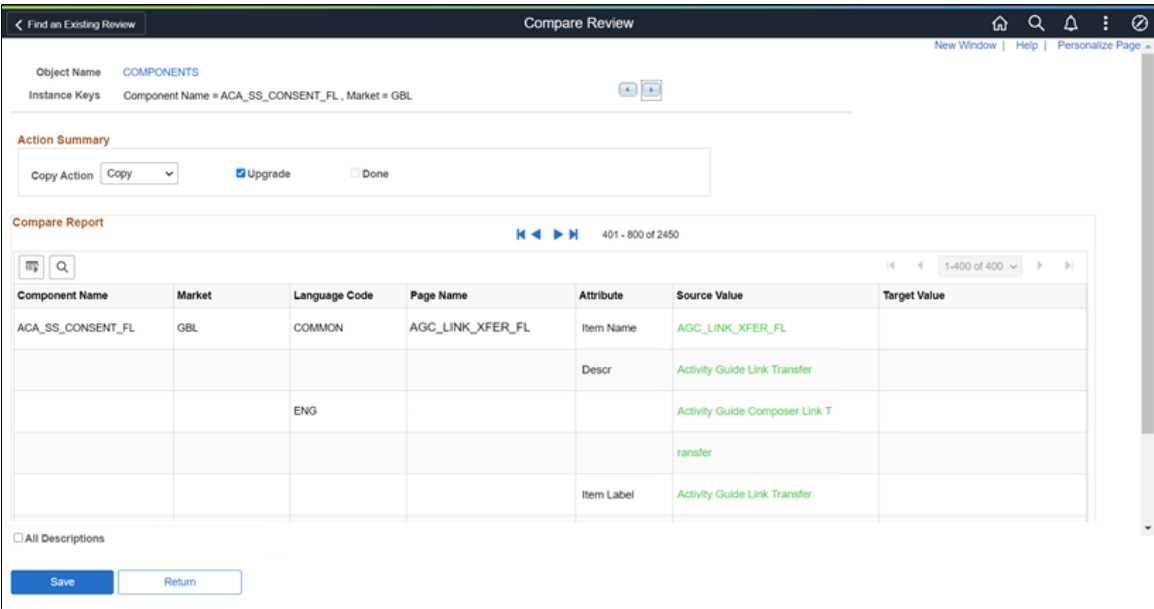 Find an Existing Review Compare Review
New Window | Help | Personalize Page
Object Name COMPONENTS
Instance Keys Component Name = ACA_SS_CONSENT_FL , Market = GBL
Action Summary
Copy Action Copy Upgrade Done
Compare Report
401 - 800 of 2450
1-400 of 400
Component Name Market Language Code Page Name Attribute Source Value Target Value
ACA_SS_CONSENT_FL GBL COMMON AGC_LINK_XFER_FL Item Name AGC_LINK_XFER_FL
Descr Activity Guide Link Transfer
ENG Activity Guide Composer Link T
ransfer
Item Label Activity Guide Link Transfer
All Descriptions
Save Return